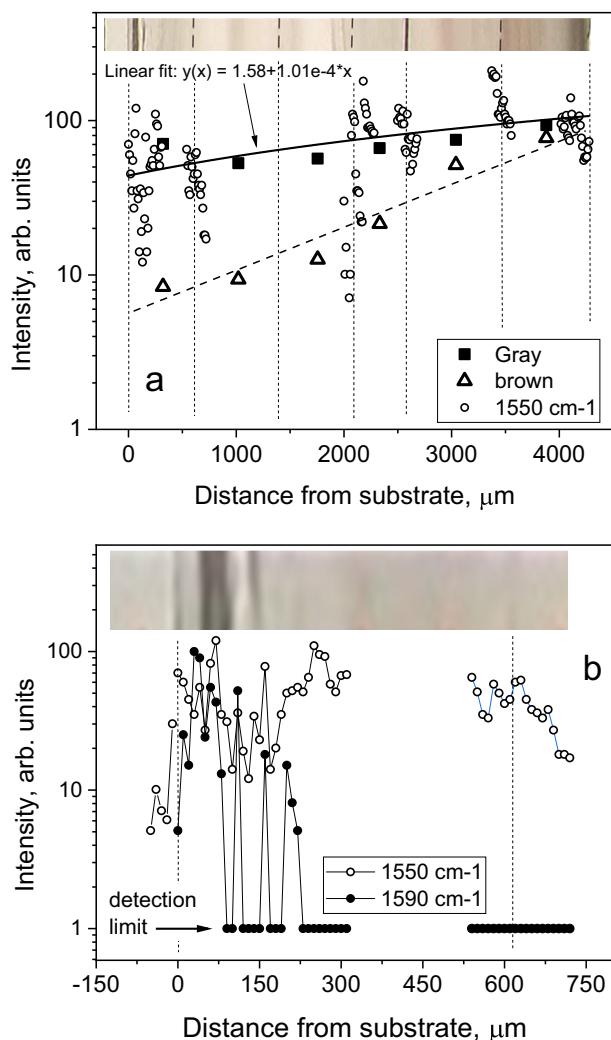 Linear fit: y(x) = 1.58+1.01e-4*x
100
10
1
Intensity, arb. units
a
Gray
brown
1550 cm-1
0 1000 2000 3000 4000
Distance from substrate, μm
b
100
10
1
Intensity, arb. units
1550 cm-1
1590 cm-1
detection
limit
-150 0 150 300 450 600 750
Distance from substrate, μm